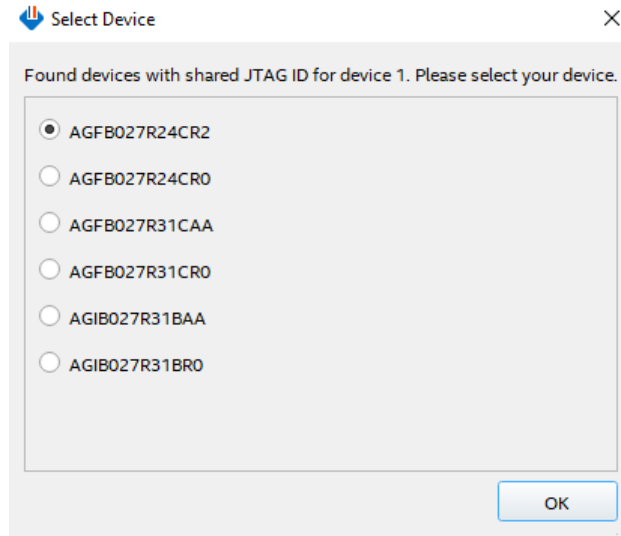 Select Device
Found devices with shared JTAG ID for device 1. Please select your device.
AGFB027R24CR2
AGFB027R24CR0
AGFB027R31CAA
AGFB027R31CR0
AGIB027R31BAA
AGIB027R31BR0
OK